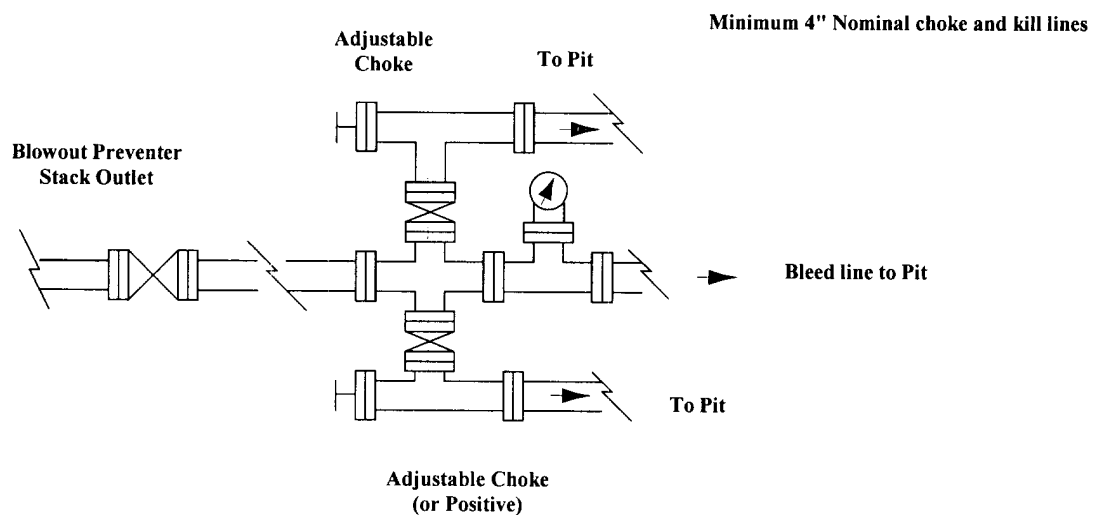 Minimum 4" Nominal choke and kill lines
Adjustable
Choke
To Pit
Blowout Preventer
Stack Outlet
Bleed line to Pit
To Pit
Adjustable Choke
(or Positive)